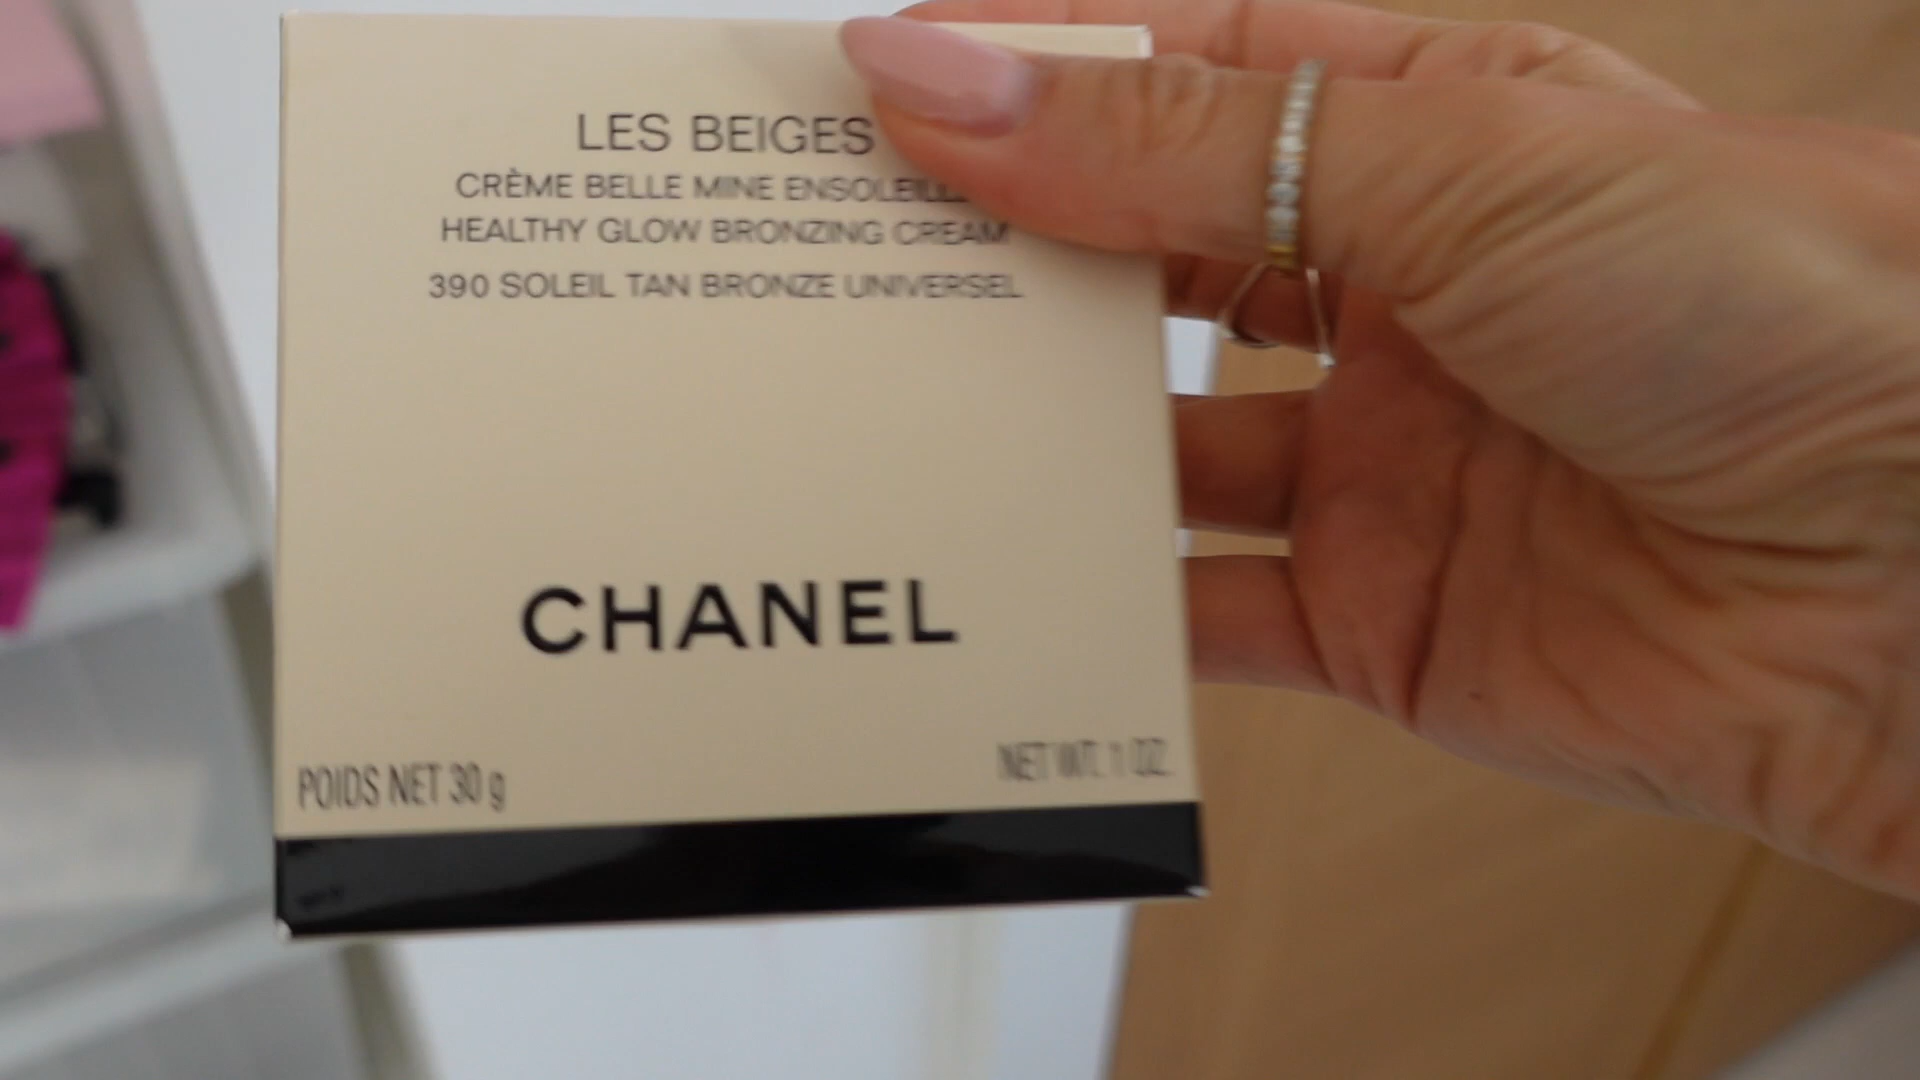 LES BEIGES
CRÈME BELLE MINE
HEALTHY GLOW BRONZING CREAM
390 SOLEIL TAN BRONZE UNIVERSEL
CHANEL
POIDS NET 30 g
NET WT. 1 OZ.